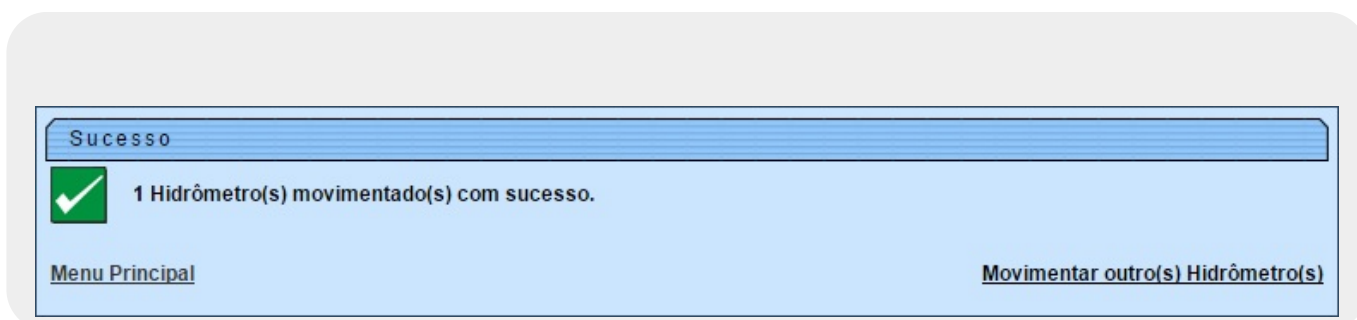 Sucesso
1 Hidrômetro(s) movimentado(s) com sucesso.
Menu Principal
Movimentar outro(s) Hidrômetro(s)